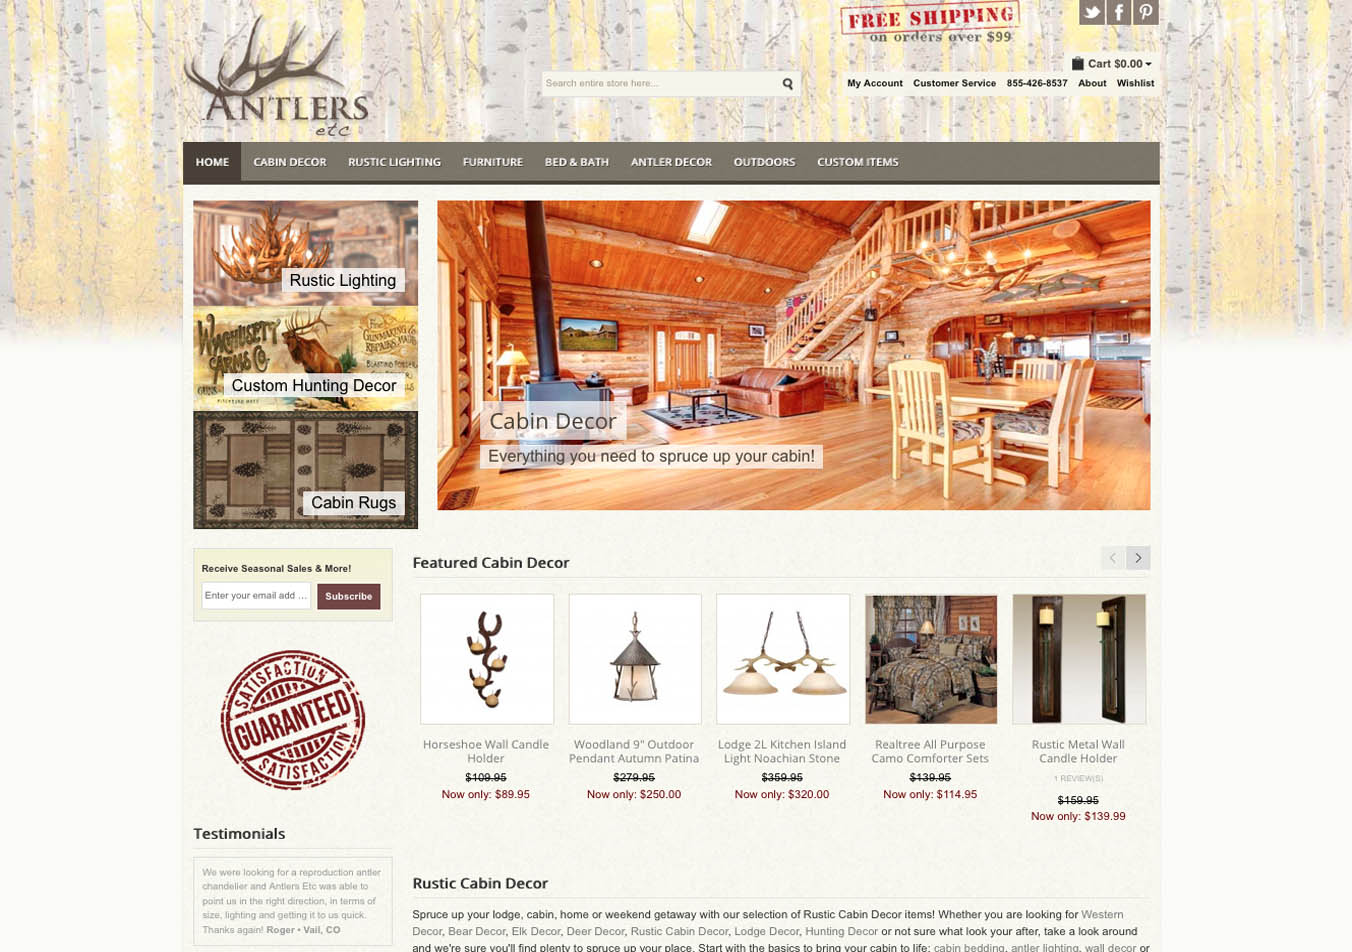 FREE SHIPPING
on orders over $99
ANTLERS
etc
Search entire store here...
Cart $0.00
My Account Customer Service 855-426-8537 About Wishlist
HOME CABIN DECOR RUSTIC LIGHTING FURNITURE BED & BATH ANTLER DECOR OUTDOORS CUSTOM ITEMS
Rustic Lighting
WACHUSETT
ARMS CO.
Fine
GUNMAKING &
REPAIRS, MADE
Custom Hunting Decor
Cabin Rugs
Cabin Decor
Everything you need to spruce up your cabin!
Receive Seasonal Sales & More!
Enter your email add ...
Subscribe
SATISFACTION
GUARANTEED
SATISFACTION
Testimonials
We were looking for a reproduction antler
chandelier and Antlers Etc was able to
point us in the right direction, in terms of
size, lighting and getting it to us quick.
Thanks again! Roger • Vail, CO
Featured Cabin Decor
Horseshoe Wall Candle
Holder
$109.95
Now only: $89.95
Woodland 9" Outdoor
Pendant Autumn Patina
$279.95
Now only: $250.00
Lodge 2L Kitchen Island
Light Noachian Stone
$359.95
Now only: $320.00
Realtree All Purpose
Camo Comforter Sets
$139.95
Now only: $114.95
Rustic Metal Wall
Candle Holder
1 REVIEW(S)
$159.95
Now only: $139.99
Rustic Cabin Decor
Spruce up your lodge, cabin, home or weekend getaway with our selection of Rustic Cabin Decor items! Whether you are looking for Western
Decor, Bear Decor, Elk Decor, Deer Decor, Rustic Cabin Decor, Lodge Decor, Hunting Decor or not sure what look your after, take a look around
and we're sure you'll find plenty to spruce up your place. Start with the basics to bring your cabin to life: cabin bedding, antler lighting, wall decor or